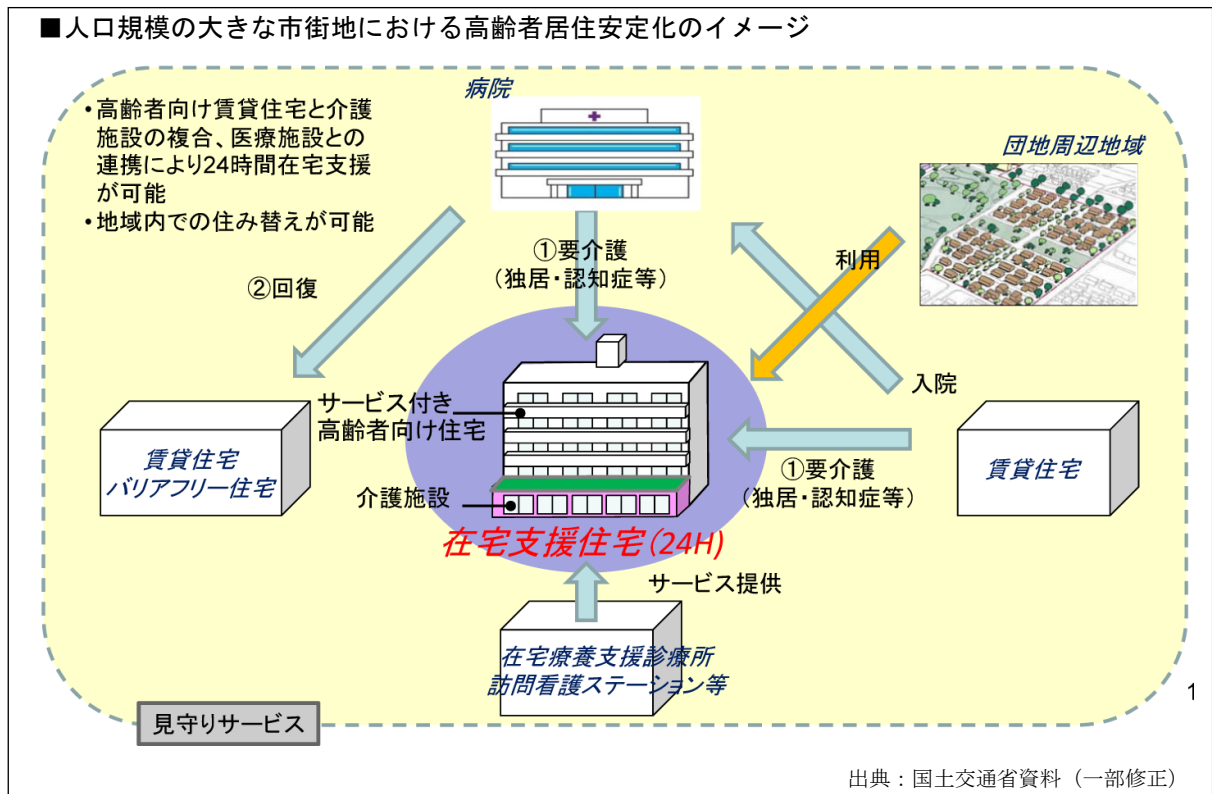 ■人口規模の大きな市街地における高齢者居住安定化のイメージ
・高齢者向け賃貸住宅と介護
施設の複合、医療施設との
連携により24時間在宅支援
が可能
・地域内での住み替えが可能
病院
団地周辺地域
①要介護
（独居・認知症等）
利用
②回復
入院
サービス付き
高齢者向け住宅
賃貸住宅
バリアフリー住宅
介護施設
①要介護
（独居・認知症等）
賃貸住宅
在宅支援住宅(24H)
サービス提供
在宅療養支援診療所
訪問看護ステーション等
見守りサービス
1
出典：国土交通省資料（一部修正）